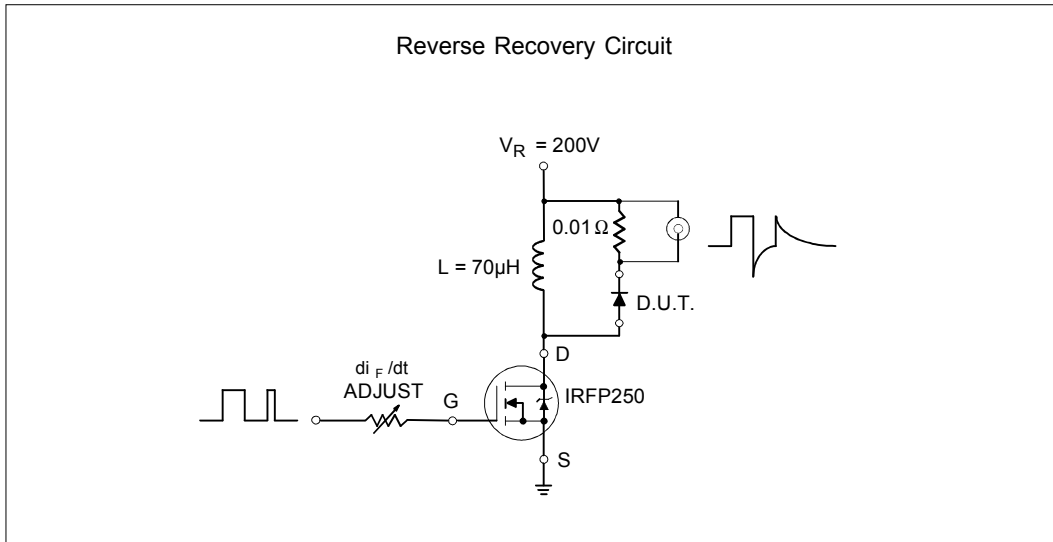 Reverse Recovery Circuit
V_R = 200V
0.01 Ω
L = 70µH
D.U.T.
D
di_F /dt
ADJUST
G
IRFP250
S